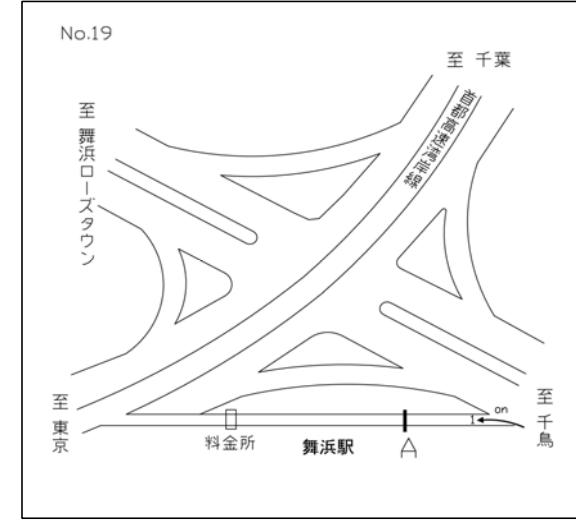 No.19
至 千葉
首都高速湾岸線
至 舞浜ローズタウン
至 東京
至 千鳥
on
1
料金所
舞浜駅
A